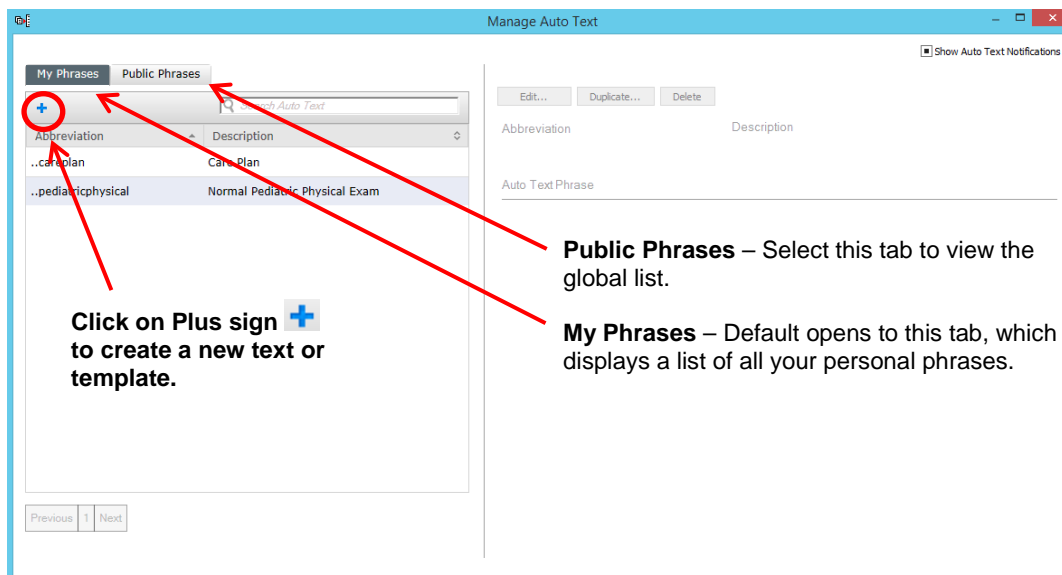 Manage Auto Text
Show Auto Text Notifications
My Phrases Public Phrases
Search Auto Text
Abbreviation Description
..careplan Care Plan
..pediatricphysical Normal Pediatric Physical Exam
Click on Plus sign
to create a new text or
template.
Previous 1 Next
Edit... Duplicate... Delete
Abbreviation Description
Auto Text Phrase
Public Phrases – Select this tab to view the
global list.
My Phrases – Default opens to this tab, which
displays a list of all your personal phrases.